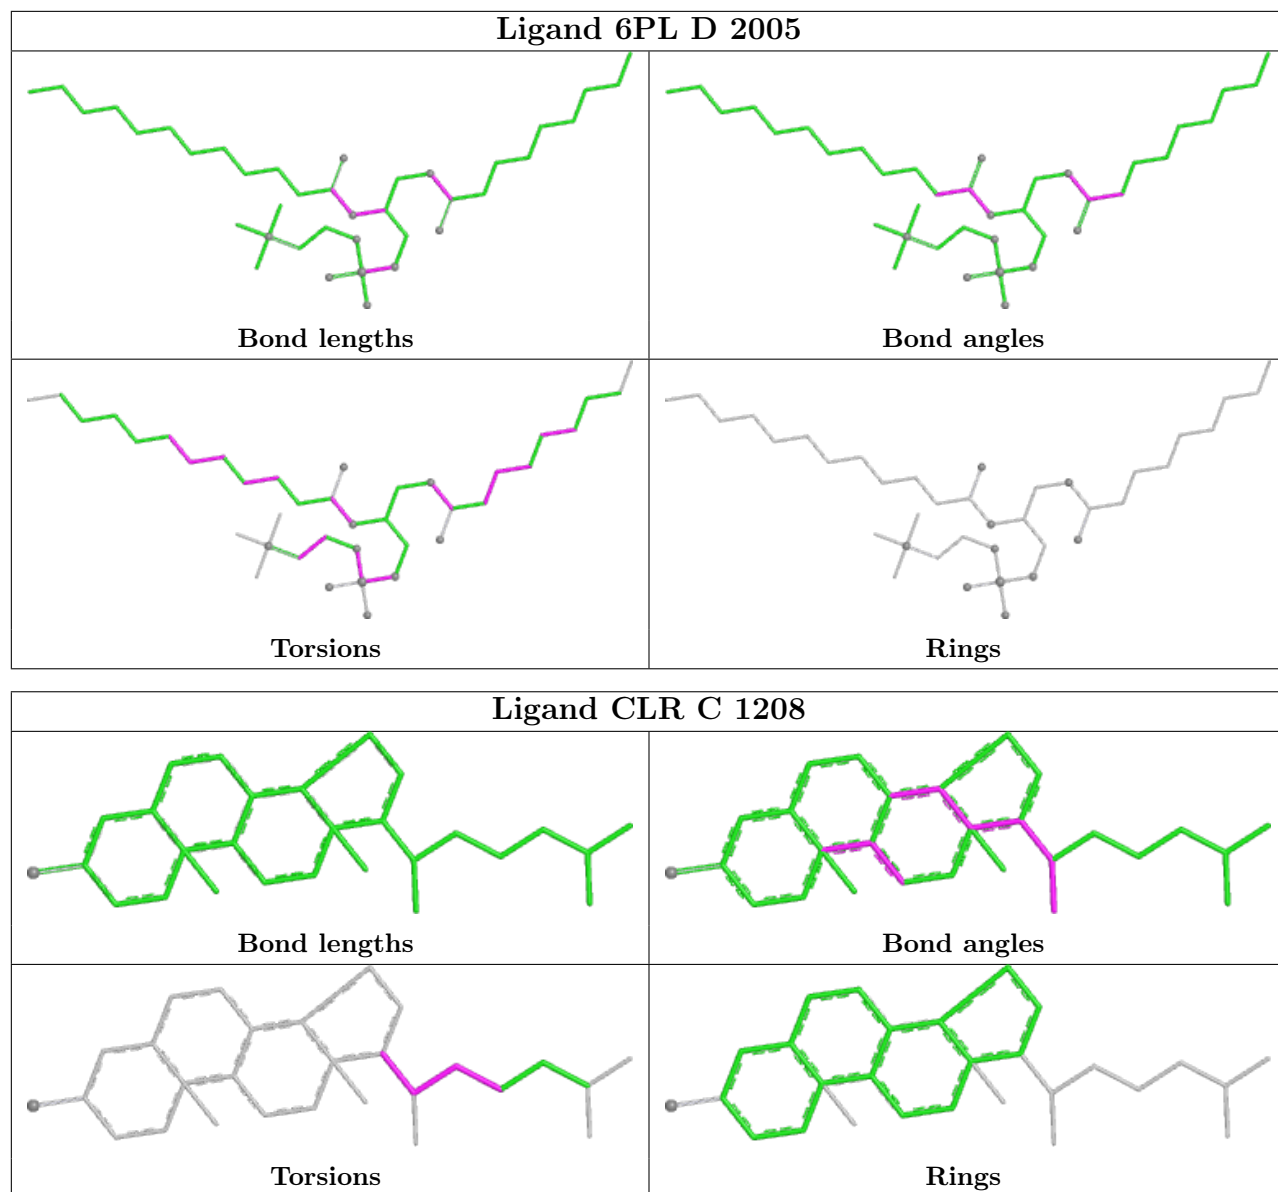 Ligand 6PL D 2005
Bond lengths
Bond angles
Torsions
Rings
Ligand CLR C 1208
Bond lengths
Bond angles
Torsions
Rings